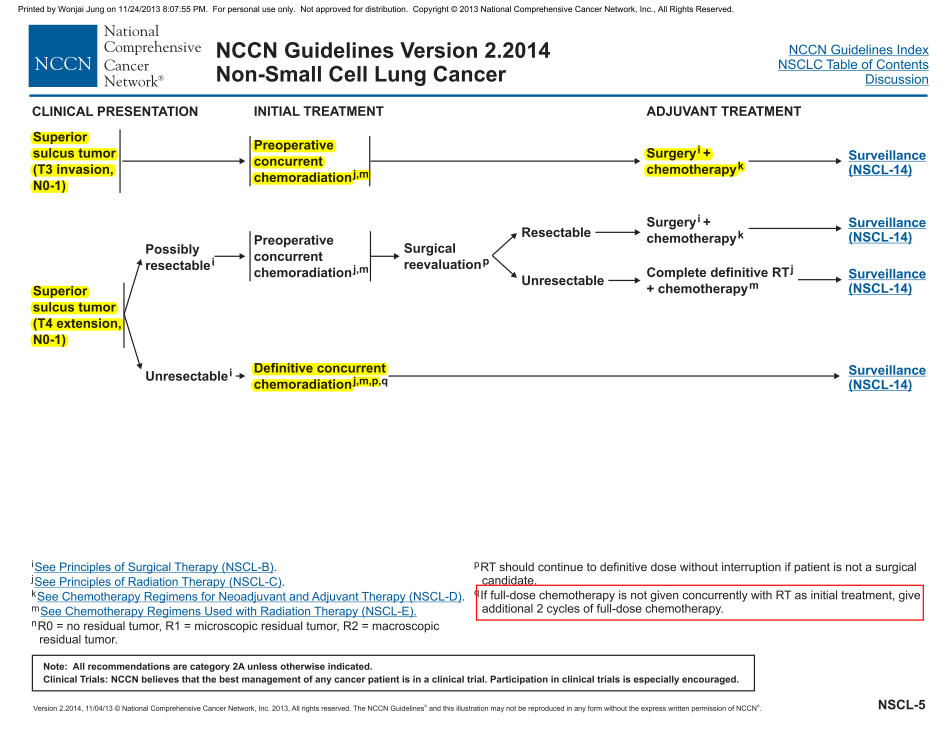 Printed by Wonjai Jung on 11/24/2013 8:07:55 PM. For personal use only. Not approved for distribution. Copyright © 2013 National Comprehensive Cancer Network, Inc., All Rights Reserved.
NCCN
National
Comprehensive
Cancer
Network®
NCCN Guidelines Version 2.2014
Non-Small Cell Lung Cancer
NCCN Guidelines Index
NSCLC Table of Contents
Discussion
CLINICAL PRESENTATION
INITIAL TREATMENT
ADJUVANT TREATMENT
Superior
sulcus tumor
(T3 invasion,
N0-1)
Preoperative
concurrent
chemoradiation j,m
Surgery i +
chemotherapy k
Surveillance
(NSCL-14)
Superior
sulcus tumor
(T4 extension,
N0-1)
Possibly
resectable i
Preoperative
concurrent
chemoradiation j,m
Surgical
reevaluation p
Resectable
Surgery i +
chemotherapy k
Surveillance
(NSCL-14)
Unresectable
Complete definitive RT j
+ chemotherapy m
Surveillance
(NSCL-14)
Unresectable i
Definitive concurrent
chemoradiation j,m,p,q
Surveillance
(NSCL-14)
i See Principles of Surgical Therapy (NSCL-B).
j See Principles of Radiation Therapy (NSCL-C).
k See Chemotherapy Regimens for Neoadjuvant and Adjuvant Therapy (NSCL-D).
m See Chemotherapy Regimens Used with Radiation Therapy (NSCL-E).
n R0 = no residual tumor, R1 = microscopic residual tumor, R2 = macroscopic
residual tumor.
p RT should continue to definitive dose without interruption if patient is not a surgical
candidate.
q If full-dose chemotherapy is not given concurrently with RT as initial treatment, give
additional 2 cycles of full-dose chemotherapy.
Note: All recommendations are category 2A unless otherwise indicated.
Clinical Trials: NCCN believes that the best management of any cancer patient is in a clinical trial. Participation in clinical trials is especially encouraged.
Version 2.2014, 11/04/13 © National Comprehensive Cancer Network, Inc. 2013, All rights reserved. The NCCN Guidelines® and this illustration may not be reproduced in any form without the express written permission of NCCN®.
NSCL-5